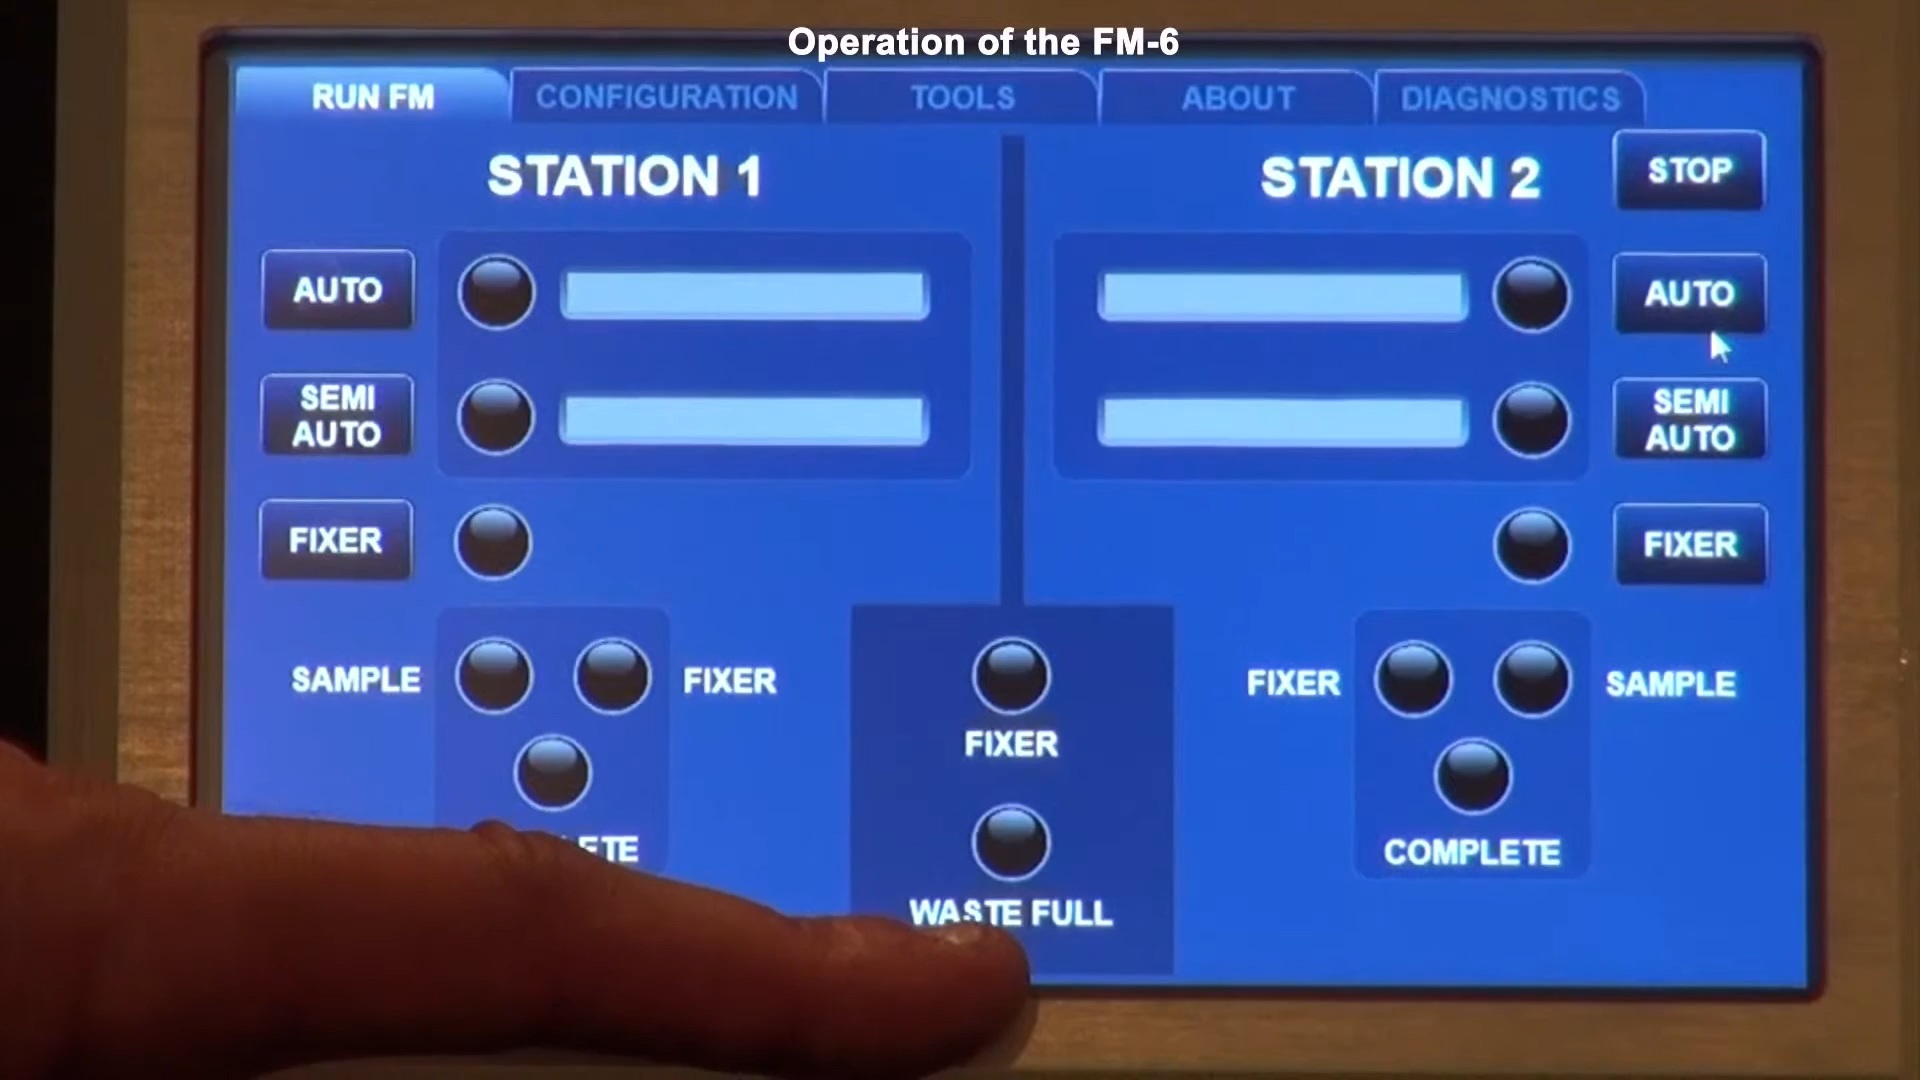 Operation of the FM-6
RUN FM
CONFIGURATION
TOOLS
ABOUT
DIAGNOSTICS
STATION 1
STATION 2
STOP
AUTO
AUTO
SEMI
AUTO
SEMI
AUTO
FIXER
FIXER
SAMPLE
FIXER
FIXER
FIXER
SAMPLE
WASTE FULL
COMPLETE